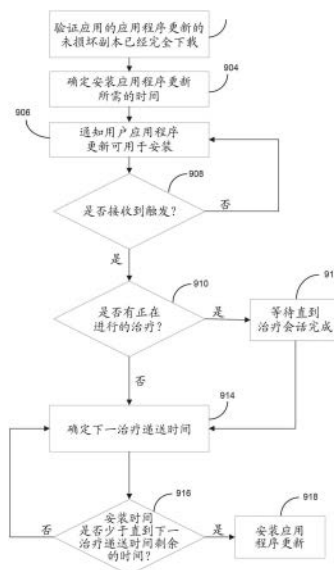 验证应用的应用程序更新的
未损坏副本已经完全下载
904
确定安装应用程序更新
所需的时间
906
通知用户应用程序
更新可用于安装
908
是否接收到触发?
否
是
910
是否有正在
进行的治疗?
是
等待直到
治疗会话完成
否
914
确定下一治疗递送时间
916
安装时间
是否少于直到下一
治疗递送时间剩余
的时间?
否
是
918
安装应用
程序更新